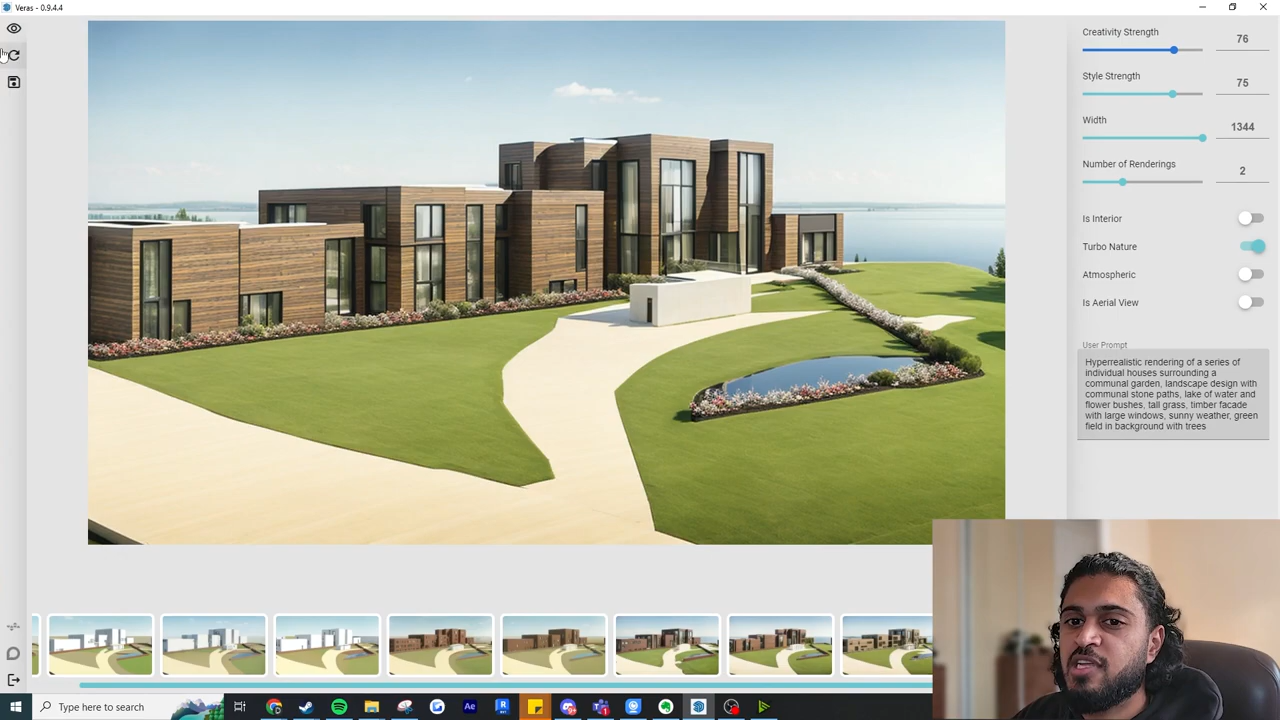 Veras - 0.9.4.4
Creativity Strength
76
Style Strength
75
Width
1344
Number of Renderings
2
Is Interior
Turbo Nature
Atmospheric
Is Aerial View
User Prompt
Hyperrealistic rendering of a series of
individual houses surrounding a
communal garden, landscape design with
communal stone paths, lake of water and
flower bushes, tall grass, timber facade
with large windows, sunny weather, green
field in background with trees
Type here to search
Ae
R